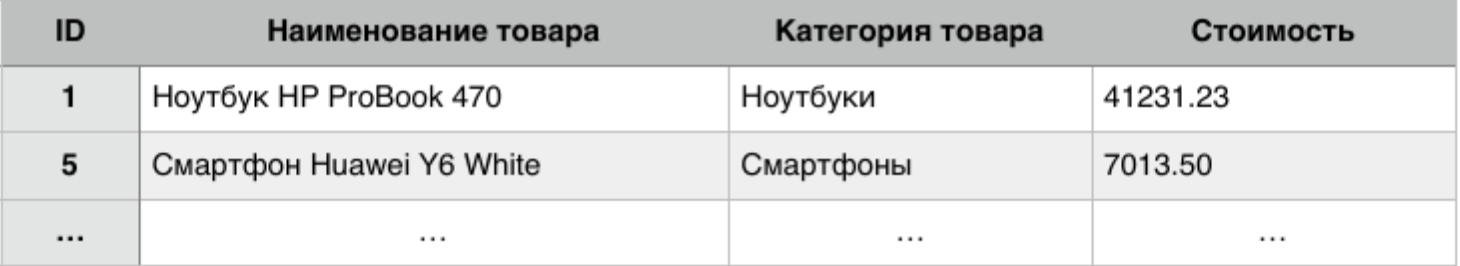 ID Наименование товара Категория товара Стоимость
1 Ноутбук HP ProBook 470 Ноутбуки 41231.23
5 Смартфон Huawei Y6 White Смартфоны 7013.50
... ... ... ...